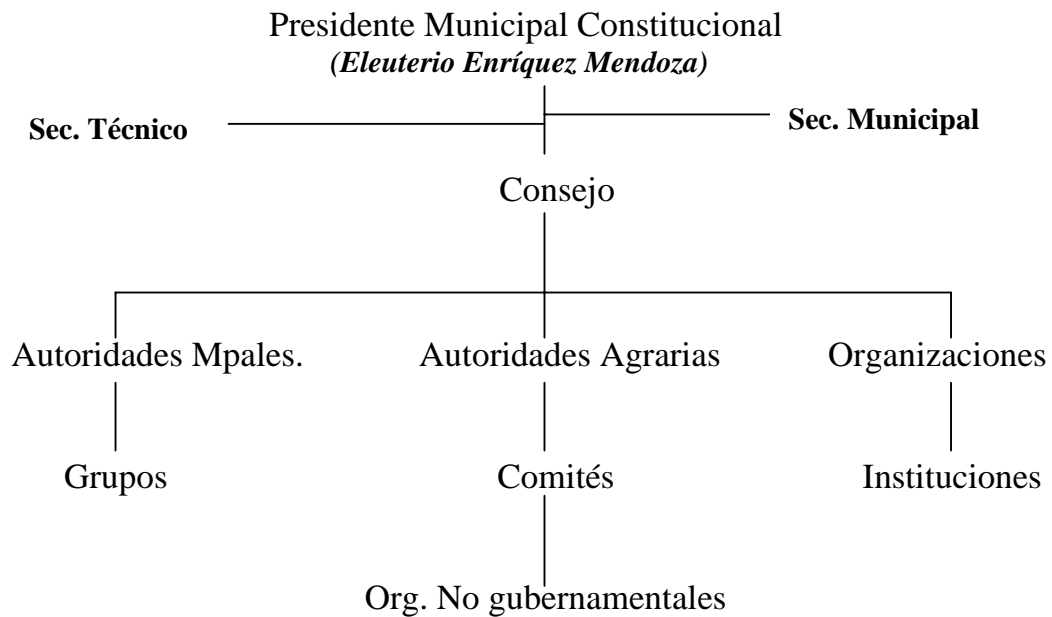 Presidente Municipal Constitucional
(Eleuterio Enríquez Mendoza)
Sec. Técnico
Sec. Municipal
Consejo
Autoridades Mpales.
Autoridades Agrarias
Organizaciones
Grupos
Comités
Instituciones
Org. No gubernamentales